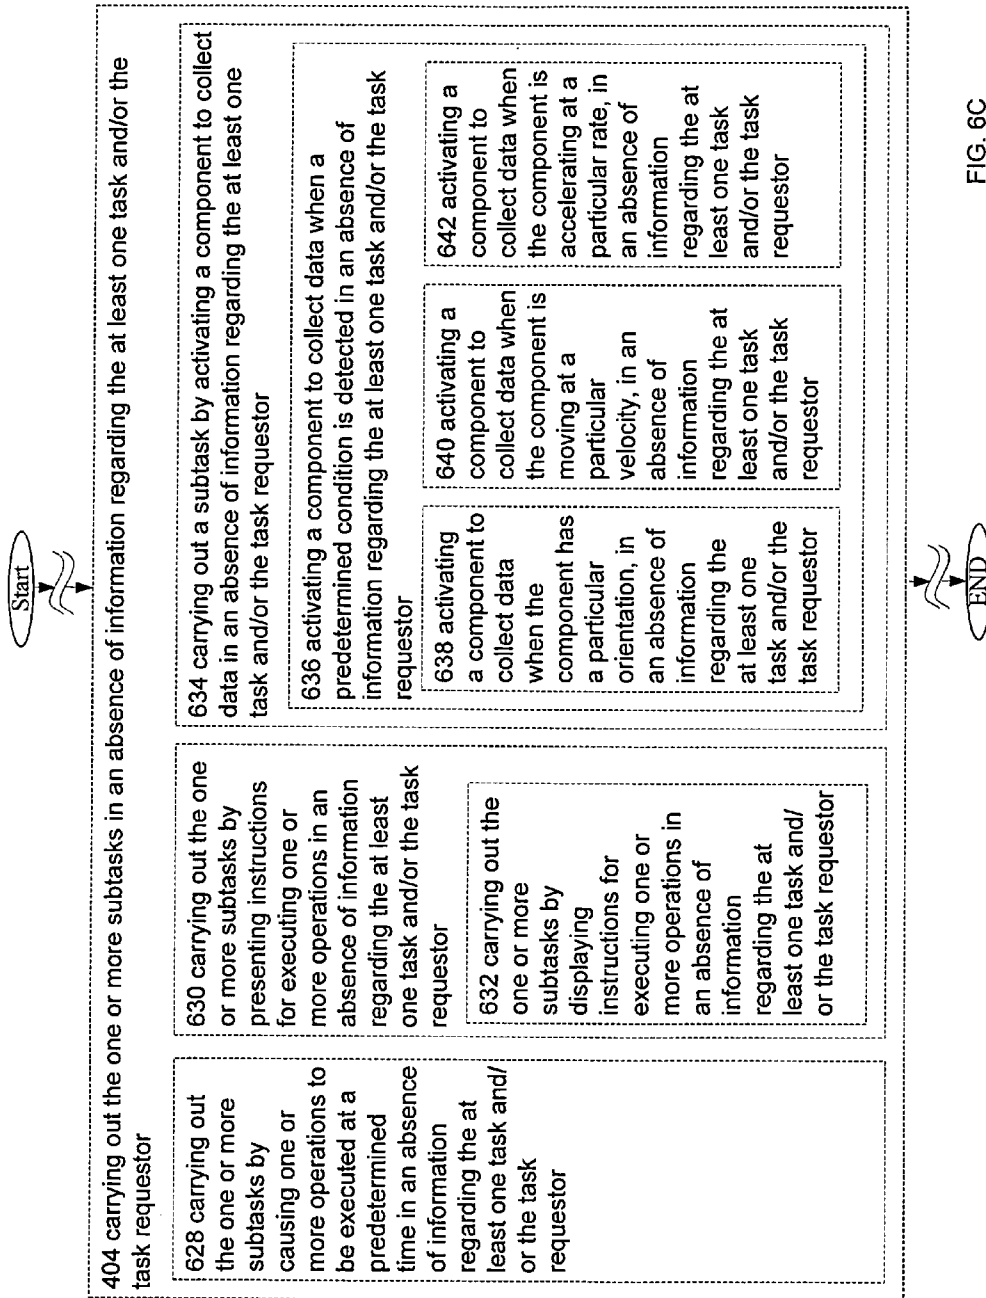 Start
404 carrying out the one or more subtasks in an absence of information regarding the at least one task and/or the
task requestor
628 carrying out
the one or more
subtasks by
causing one or
more operations to
be executed at a
predetermined
time in an absence
of information
regarding the at
least one task and/
or the task
requestor
630 carrying out the one
or more subtasks by
presenting instructions
for executing one or
more operations in an
absence of information
regarding the at least
one task and/or the task
requestor
632 carrying out the
one or more
subtasks by
displaying
instructions for
executing one or
more operations in
an absence of
information
regarding the at
least one task and/
or the task requestor
634 carrying out a subtask by activating a component to collect
data in an absence of information regarding the at least one
task and/or the task requestor
636 activating a component to collect data when a
predetermined condition is detected in an absence of
information regarding the at least one task and/or the task
requestor
638 activating
a component to
collect data
when the
component has
a particular
orientation, in
an absence of
information
regarding the
at least one
task and/or the
task requestor
640 activating a
component to
collect data when
the component is
moving at a
particular
velocity, in an
absence of
information
regarding the at
least one task
and/or the task
requestor
642 activating a
component to
collect data when
the component is
accelerating at a
particular rate, in
an absence of
information
regarding the at
least one task
and/or the task
requestor
END
FIG. 6C